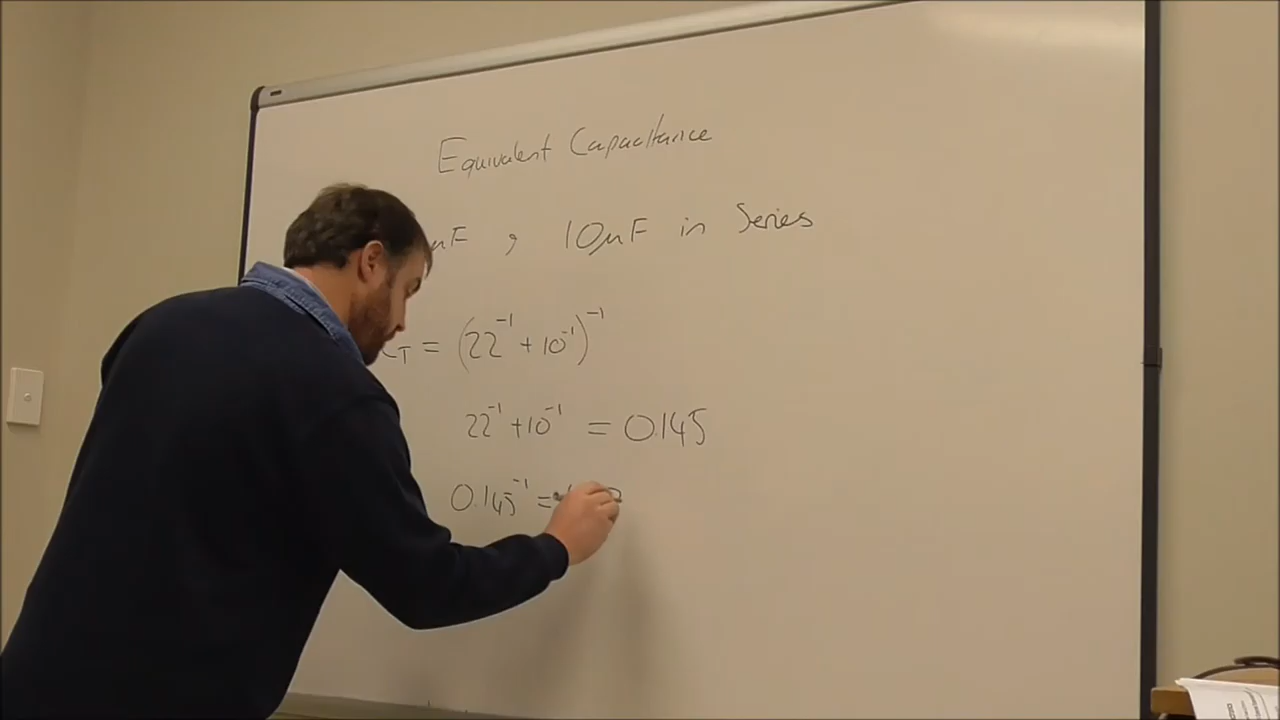 Equivalent Capacitance
µF , 10µF in Series
T = (22⁻¹ + 10⁻¹)⁻¹
22⁻¹ + 10⁻¹ = 0.145
0.145⁻¹ =